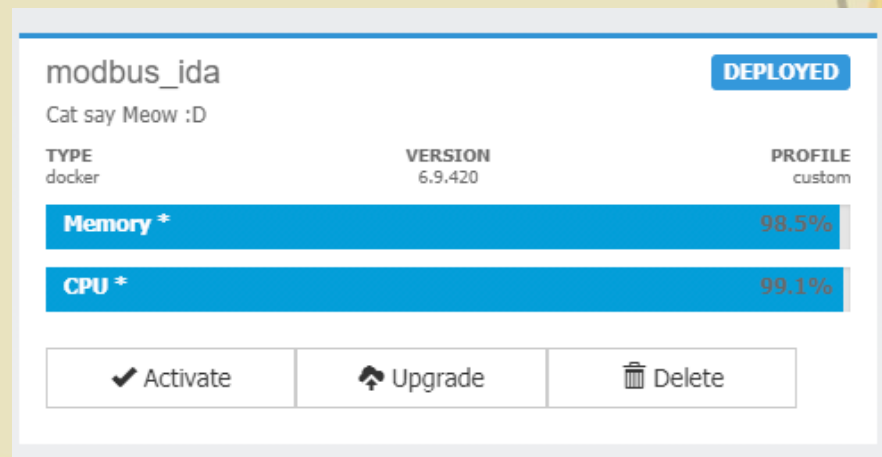 modbus_ida DEPLOYED
Cat say Meow :D
TYPE VERSION PROFILE
docker 6.9.420 custom
Memory * 98.5%
CPU * 99.1%
Activate Upgrade Delete